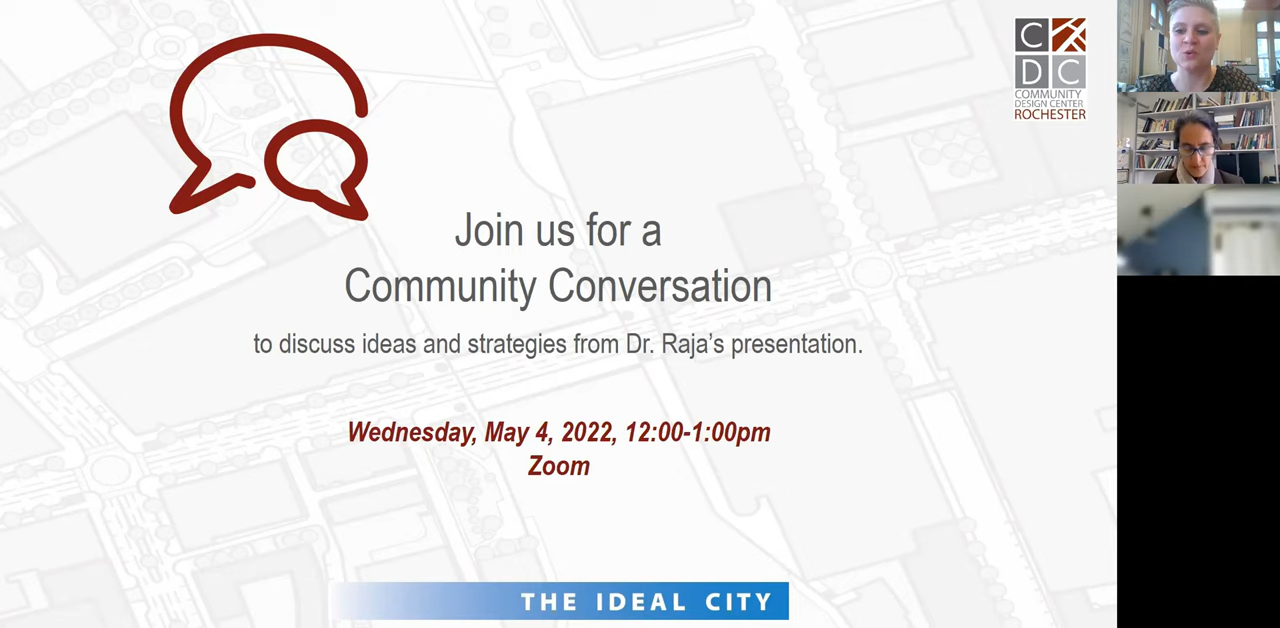 C
DC
COMMUNITY
DESIGN CENTER
ROCHESTER
Join us for a
Community Conversation
to discuss ideas and strategies from Dr. Raja's presentation.
Wednesday, May 4, 2022, 12:00-1:00pm
Zoom
THE IDEAL CITY